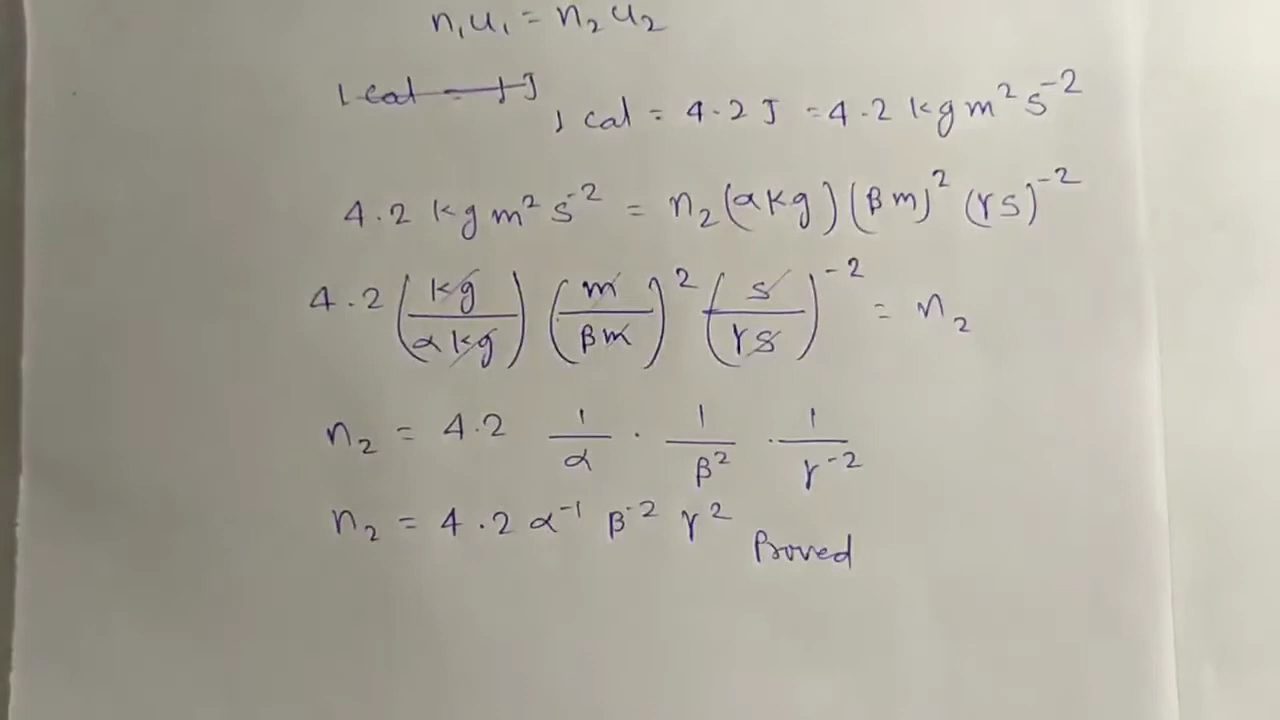 n₁u₁ = n₂u₂
1 cal = 1J
1 cal = 4.2 J = 4.2 kg m² s⁻²
4.2 kg m² s⁻² = n₂ (α kg) (β m)² (γ s)⁻²
4.2 (kg/α kg) (m/β m)² (s/γ s)⁻² = n₂
n₂ = 4.2 1/α · 1/β² · 1/γ⁻²
n₂ = 4.2 α⁻¹ β⁻² γ²
Proved